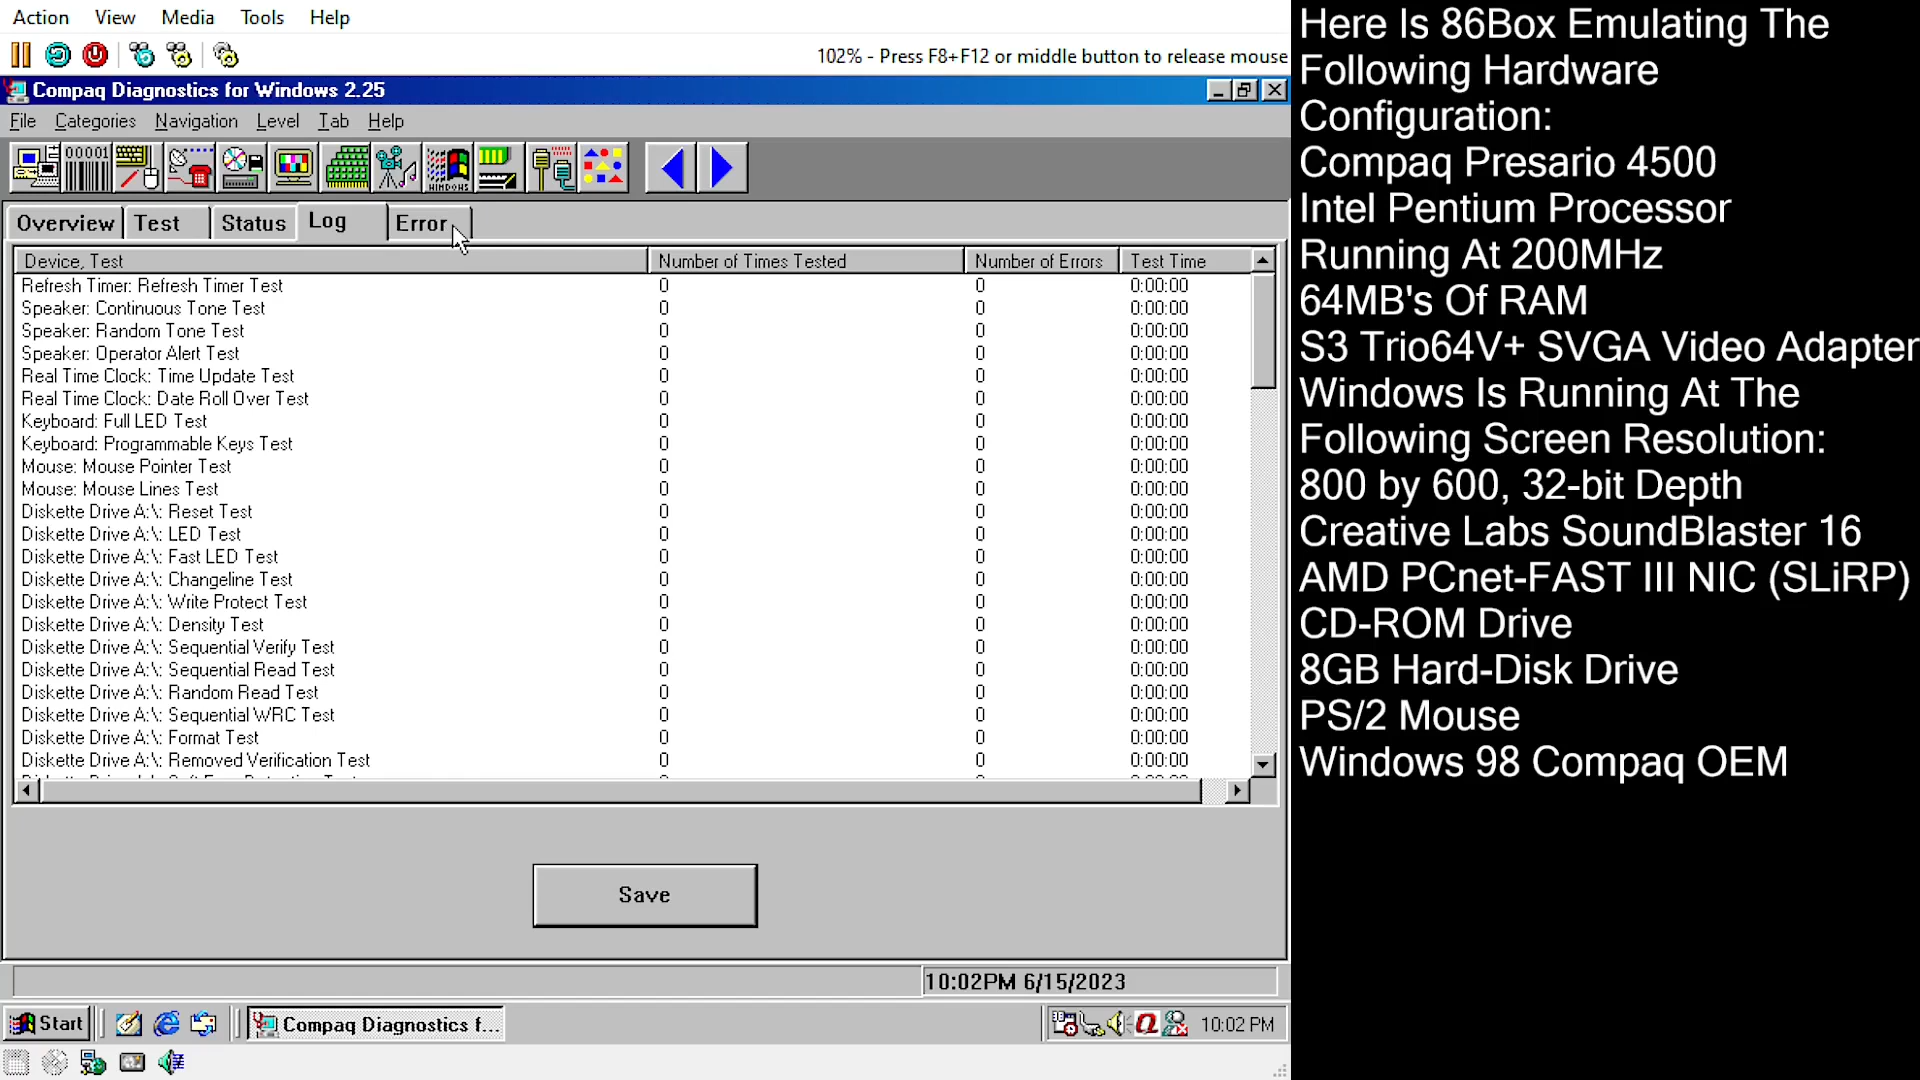 Action View Media Tools Help
102% - Press F8+F12 or middle button to release mouse
Compaq Diagnostics for Windows 2.25
File Categories Navigation Level Tab Help
00001
WINDOWS
Overview Test Status Log Error
Device, Test Number of Times Tested Number of Errors Test Time
Refresh Timer: Refresh Timer Test 0 0 0:00:00
Speaker: Continuous Tone Test 0 0 0:00:00
Speaker: Random Tone Test 0 0 0:00:00
Speaker: Operator Alert Test 0 0 0:00:00
Real Time Clock: Time Update Test 0 0 0:00:00
Real Time Clock: Date Roll Over Test 0 0 0:00:00
Keyboard: Full LED Test 0 0 0:00:00
Keyboard: Programmable Keys Test 0 0 0:00:00
Mouse: Mouse Pointer Test 0 0 0:00:00
Mouse: Mouse Lines Test 0 0 0:00:00
Diskette Drive A:\: Reset Test 0 0 0:00:00
Diskette Drive A:\: LED Test 0 0 0:00:00
Diskette Drive A:\: Fast LED Test 0 0 0:00:00
Diskette Drive A:\: Changeline Test 0 0 0:00:00
Diskette Drive A:\: Write Protect Test 0 0 0:00:00
Diskette Drive A:\: Density Test 0 0 0:00:00
Diskette Drive A:\: Sequential Verify Test 0 0 0:00:00
Diskette Drive A:\: Sequential Read Test 0 0 0:00:00
Diskette Drive A:\: Random Read Test 0 0 0:00:00
Diskette Drive A:\: Sequential WRC Test 0 0 0:00:00
Diskette Drive A:\: Format Test 0 0 0:00:00
Diskette Drive A:\: Removed Verification Test 0 0 0:00:00
Save
10:02PM 6/15/2023
Start Compaq Diagnostics f... 10:02 PM
Here Is 86Box Emulating The
Following Hardware
Configuration:
Compaq Presario 4500
Intel Pentium Processor
Running At 200MHz
64MB's Of RAM
S3 Trio64V+ SVGA Video Adapter
Windows Is Running At The
Following Screen Resolution:
800 by 600, 32-bit Depth
Creative Labs SoundBlaster 16
AMD PCnet-FAST III NIC (SLiRP)
CD-ROM Drive
8GB Hard-Disk Drive
PS/2 Mouse
Windows 98 Compaq OEM